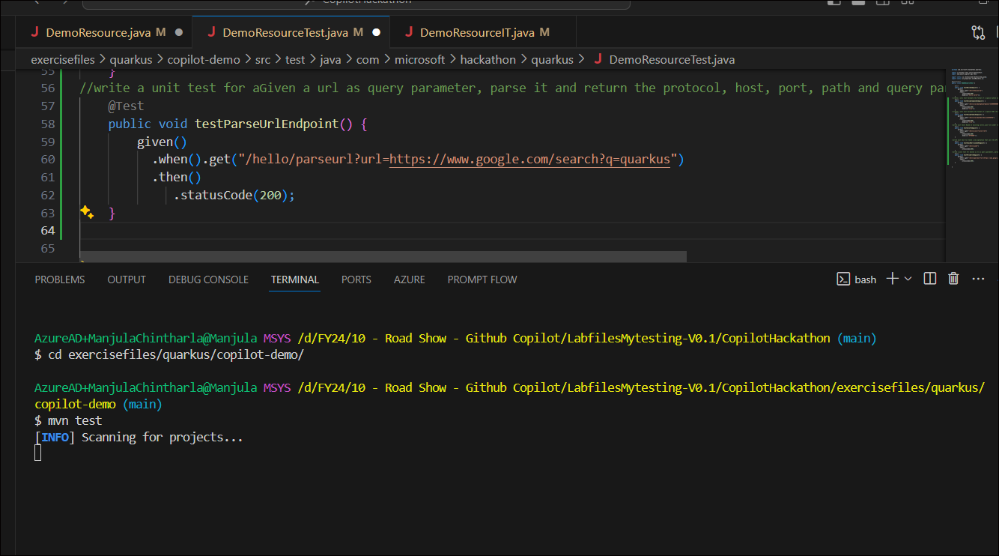 CopilotHackathon
DemoResource.java M
DemoResourceTest.java M
DemoResourceIT.java M
exercisefiles > quarkus > copilot-demo > src > test > java > com > microsoft > hackathon > quarkus > DemoResourceTest.java
55 }
56 //write a unit test for aGiven a url as query parameter, parse it and return the protocol, host, port, path and query par
57 @Test
58 public void testParseUrlEndpoint() {
59 given()
60 .when().get("/hello/parseurl?url=https://www.google.com/search?q=quarkus")
61 .then()
62 .statusCode(200);
63 }
64
65
PROBLEMS OUTPUT DEBUG CONSOLE TERMINAL PORTS AZURE PROMPT FLOW
bash
AzureAD+ManjulaChintharla@Manjula MSYS /d/FY24/10 - Road Show - Github Copilot/LabfilesMytesting-V0.1/CopilotHackathon (main)
$ cd exercisefiles/quarkus/copilot-demo/
AzureAD+ManjulaChintharla@Manjula MSYS /d/FY24/10 - Road Show - Github Copilot/LabfilesMytesting-V0.1/CopilotHackathon/exercisefiles/quarkus/
copilot-demo (main)
$ mvn test
[INFO] Scanning for projects...